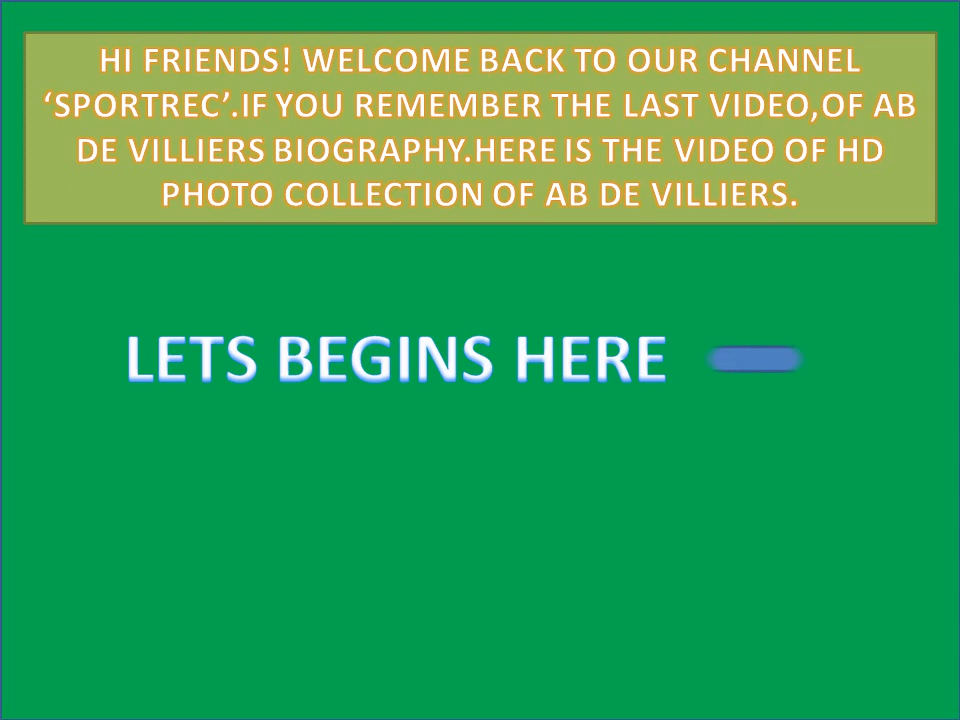 HI FRIENDS! WELCOME BACK TO OUR CHANNEL
‘SPORTREC’.IF YOU REMEMBER THE LAST VIDEO,OF AB
DE VILLIERS BIOGRAPHY.HERE IS THE VIDEO OF HD
PHOTO COLLECTION OF AB DE VILLIERS.
LETS BEGINS HERE